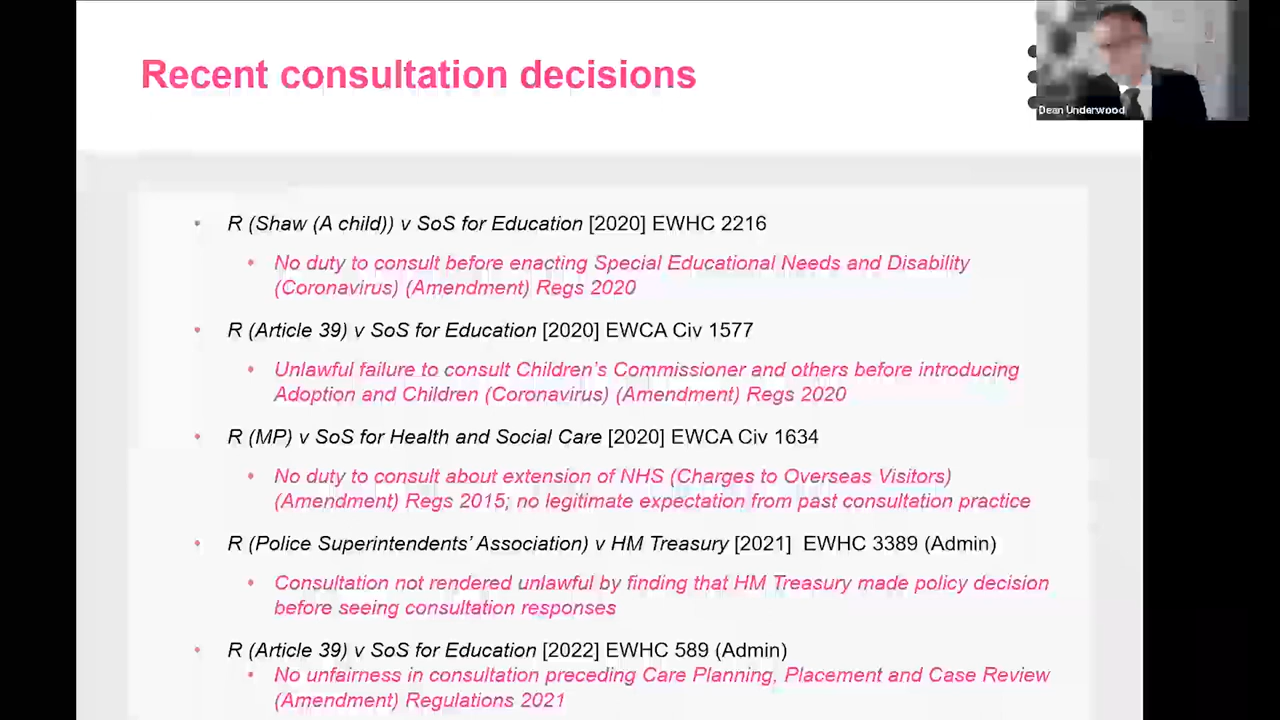 Recent consultation decisions
Dean Underwood
• R (Shaw (A child)) v SoS for Education [2020] EWHC 2216
• No duty to consult before enacting Special Educational Needs and Disability
(Coronavirus) (Amendment) Regs 2020
• R (Article 39) v SoS for Education [2020] EWCA Civ 1577
• Unlawful failure to consult Children's Commissioner and others before introducing
Adoption and Children (Coronavirus) (Amendment) Regs 2020
• R (MP) v SoS for Health and Social Care [2020] EWCA Civ 1634
• No duty to consult about extension of NHS (Charges to Overseas Visitors)
(Amendment) Regs 2015; no legitimate expectation from past consultation practice
• R (Police Superintendents' Association) v HM Treasury [2021] EWHC 3389 (Admin)
• Consultation not rendered unlawful by finding that HM Treasury made policy decision
before seeing consultation responses
• R (Article 39) v SoS for Education [2022] EWHC 589 (Admin)
• No unfairness in consultation preceding Care Planning, Placement and Case Review
(Amendment) Regulations 2021